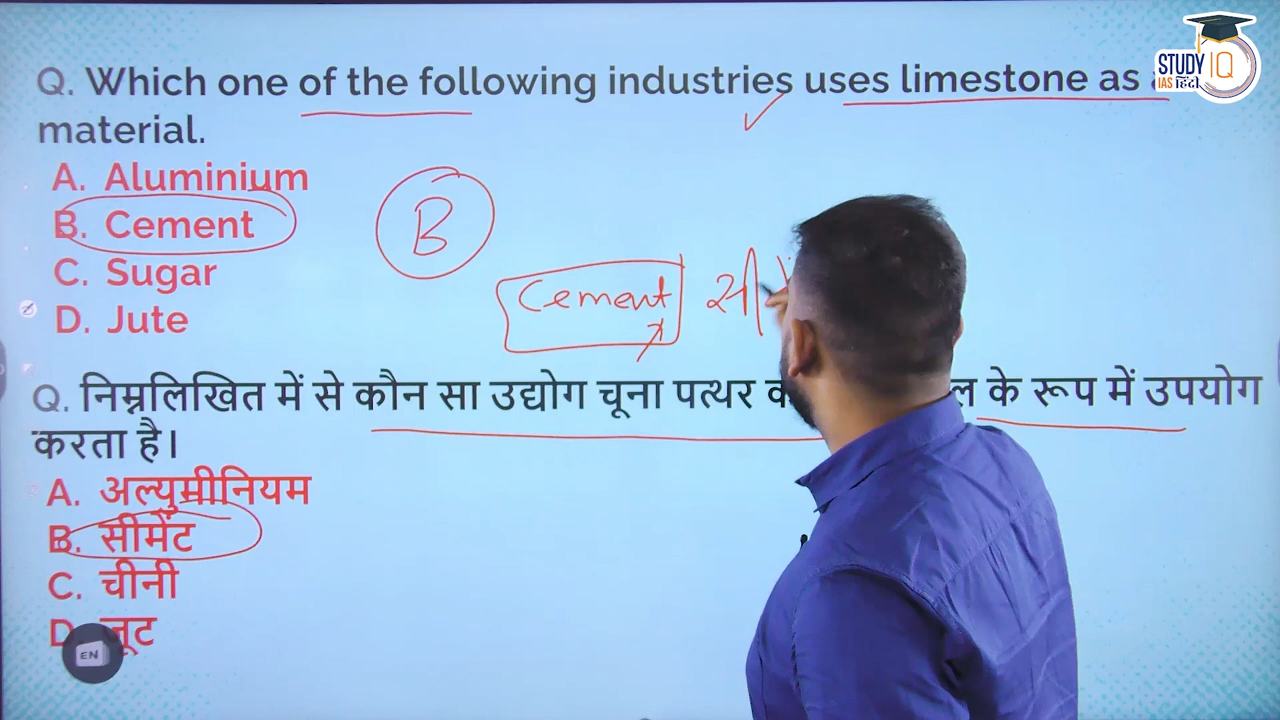 STUDY IQ
IAS हिंदी
Q. Which one of the following industries uses limestone as
material.
A. Aluminium
B. Cement
C. Sugar
D. Jute
B
Cement
Q. निम्नलिखित में से कौन सा उद्योग चूना पत्थर के रूप में उपयोग
करता है।
A. अल्युमीनियम
B. सीमेंट
C. चीनी
D. जूट
EN